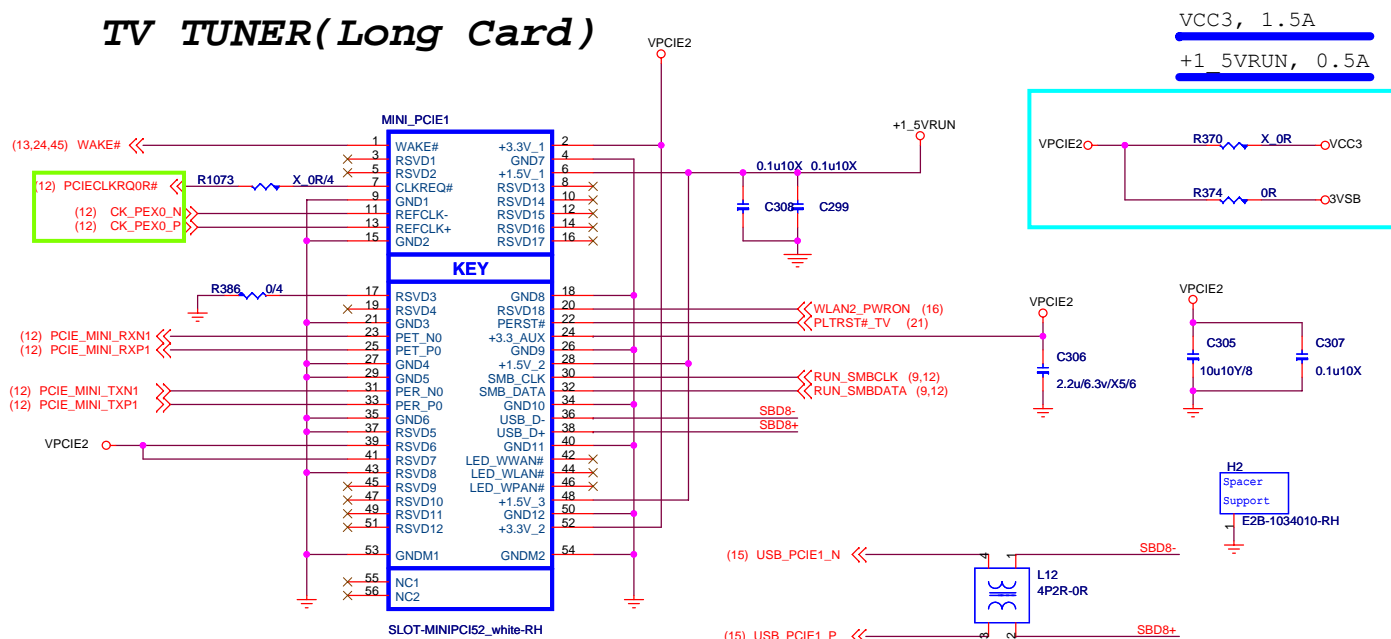 TV TUNER(Long Card)
VCC3, 1.5A
+1_5VRUN, 0.5A
VPCIE2
MINI_PCIE1
+1_5VRUN
(13,24,45) WAKE#
1 WAKE# +3.3V_1 2
3 RSVD1 GND7 4
5 RSVD2 +1.5V_1 6
(12) PCIECLKRQ0R# R1073 X_0R/4 7 CLKREQ# RSVD13 8
9 GND1 RSVD14 10
(12) CK_PEX0_N 11 REFCLK- RSVD15 12
(12) CK_PEX0_P 13 REFCLK+ RSVD16 14
15 GND2 RSVD17 16
0.1u10X 0.1u10X
C308 C299
VPCIE2 R370 X_0R VCC3
R374 0R 3VSB
KEY
R386 0/4 17 RSVD3 GND8 18
19 RSVD4 RSVD18 20 WLAN2_PWRON (16)
21 GND3 PERST# 22 PLTRST#_TV (21)
(12) PCIE_MINI_RXN1 23 PET_N0 +3.3_AUX 24
(12) PCIE_MINI_RXP1 25 PET_P0 GND9 26
27 GND4 +1.5V_2 28
29 GND5 SMB_CLK 30 RUN_SMBCLK (9,12)
(12) PCIE_MINI_TXN1 31 PER_N0 SMB_DATA 32 RUN_SMBDATA (9,12)
(12) PCIE_MINI_TXP1 33 PER_P0 GND10 34
35 GND6 USB_D- 36 SBD8-
37 RSVD5 USB_D+ 38 SBD8+
VPCIE2 39 RSVD6 GND11 40
41 RSVD7 LED_WWAN# 42
43 RSVD8 LED_WLAN# 44
45 RSVD9 LED_WPAN# 46
47 RSVD10 +1.5V_3 48
49 RSVD11 GND12 50
51 RSVD12 +3.3V_2 52
53 GNDM1 GNDM2 54
55 NC1
56 NC2
SLOT-MINIPCI52_white-RH
VPCIE2
C306
2.2u/6.3v/X5/6
VPCIE2
C305
10u10Y/8
C307
0.1u10X
H2
Spacer
Support
1
E2B-1034010-RH
(15) USB_PCIE1_N 4 1 SBD8-
L12
4P2R-0R
(15) USB_PCIE1_P 3 2 SBD8+